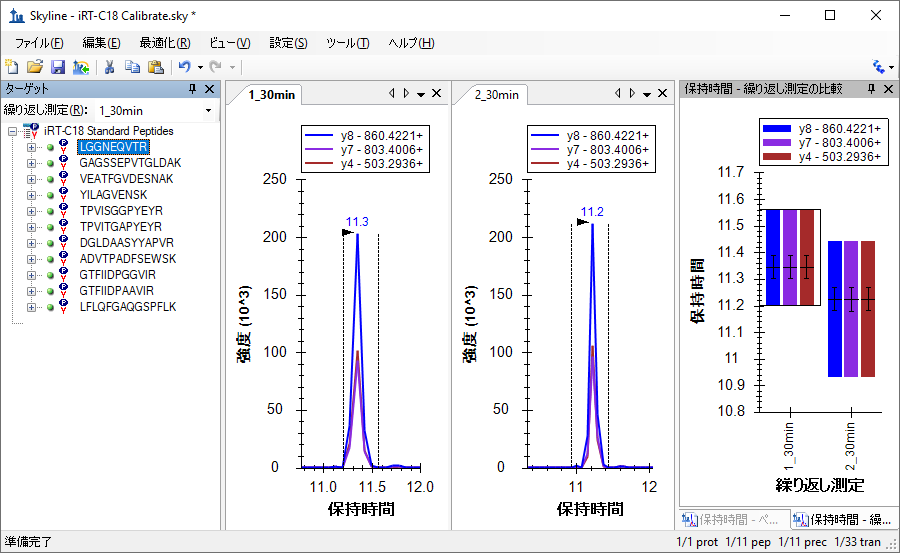 Skyline - iRT-C18 Calibrate.sky *
ファイル(F) 編集(E) 最適化(R) ビュー(V) 設定(S) ツール(T) ヘルプ(H)
ターゲット
繰り返し測定(R): 1_30min
iRT-C18 Standard Peptides
LGGNEQVTR
GAGSSEPVTGLDAK
VEATFGVDESNAK
YILAGVENSK
TPVISGGPYEYR
TPVITGAPYEYR
DGLDAASYYAPVR
ADVTPADFSEWSK
GTFIIDPGGVIR
GTFIIDPAAVIR
LFLQFGAQGSPFLK
1_30min
y8 - 860.4221+
y7 - 803.4006+
y4 - 503.2936+
250
200
150
100
50
0
強度 (10^3)
11.3
11.0 11.5 12.0
保持時間
2_30min
y8 - 860.4221+
y7 - 803.4006+
y4 - 503.2936+
250
200
150
100
50
0
強度 (10^3)
11.2
11 12
保持時間
保持時間 - 繰り返し測定の比較
y8 - 860.4221+
y7 - 803.4006+
y4 - 503.2936+
11.7
11.6
11.5
11.4
11.3
11.2
11.1
11
10.9
10.8
保持時間
1_30min
2_30min
繰り返し測定
保持時間 - ペ... 保持時間 - 繰...
準備完了 1/1 prot 1/11 pep 1/11 prec 1/33 tran